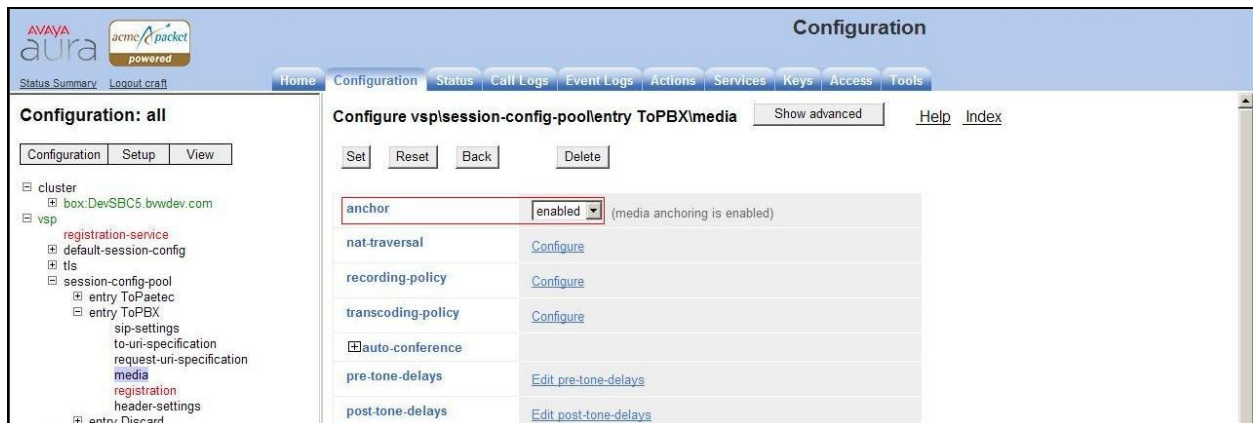 AVAYA
aura
acme packet
powered
Configuration
Status Summary Logout craft
Home Configuration Status Call Logs Event Logs Actions Services Keys Access Tools
Configuration: all
Configuration Setup View
cluster
box:DevSBC5.bvwdev.com
vsp
registration-service
default-session-config
tls
session-config-pool
entry ToPaetec
entry ToPBX
sip-settings
to-uri-specification
request-uri-specification
media
registration
header-settings
entry Discard
Configure vsp\session-config-pool\entry ToPBX\media Show advanced Help Index
Set Reset Back Delete
anchor enabled (media anchoring is enabled)
nat-traversal Configure
recording-policy Configure
transcoding-policy Configure
auto-conference
pre-tone-delays Edit pre-tone-delays
post-tone-delays Edit post-tone-delays